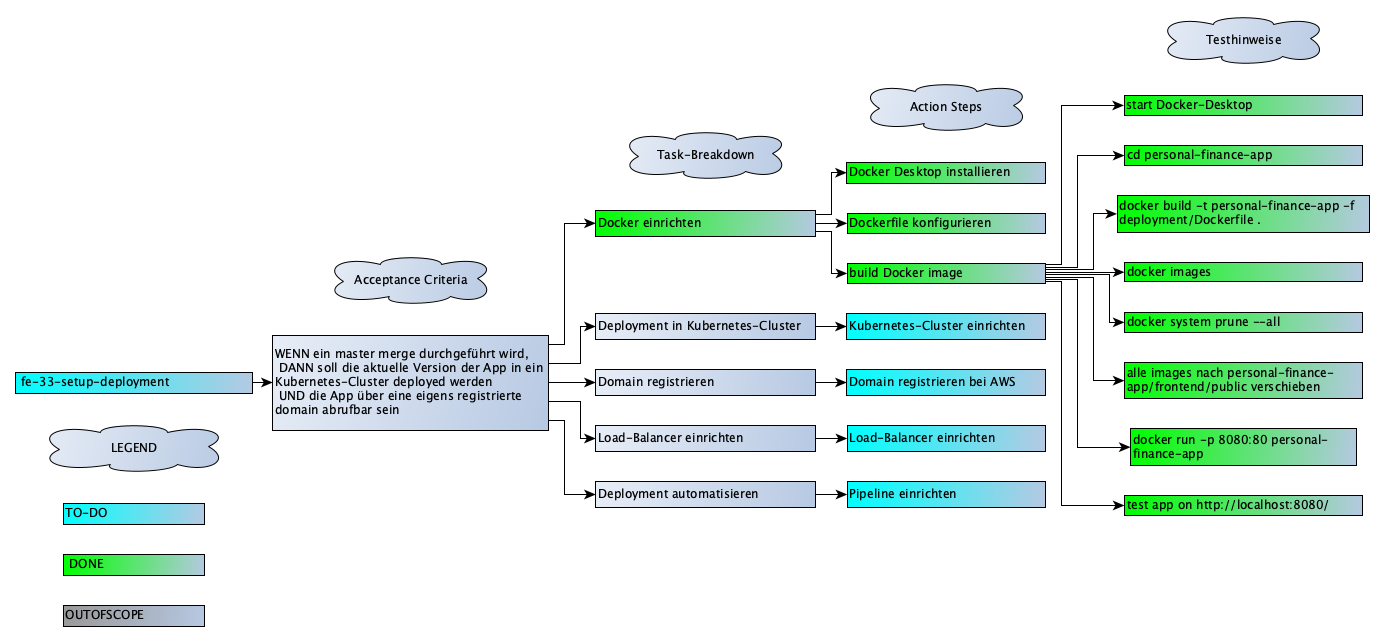 Testhinweise
Action Steps
Task-Breakdown
Acceptance Criteria
fe-33-setup-deployment
WENN ein master merge durchgeführt wird,
DANN soll die aktuelle Version der App in ein
Kubernetes-Cluster deployed werden
UND die App über eine eigens registrierte
domain abrufbar sein
Docker einrichten
Deployment in Kubernetes-Cluster
Domain registrieren
Load-Balancer einrichten
Deployment automatisieren
Docker Desktop installieren
Dockerfile konfigurieren
build Docker image
Kubernetes-Cluster einrichten
Domain registrieren bei AWS
Load-Balancer einrichten
Pipeline einrichten
start Docker-Desktop
cd personal-finance-app
docker build -t personal-finance-app -f
deployment/Dockerfile .
docker images
docker system prune --all
alle images nach personal-finance-
app/frontend/public verschieben
docker run -p 8080:80 personal-
finance-app
test app on http://localhost:8080/
LEGEND
TO-DO
DONE
OUTOFSCOPE